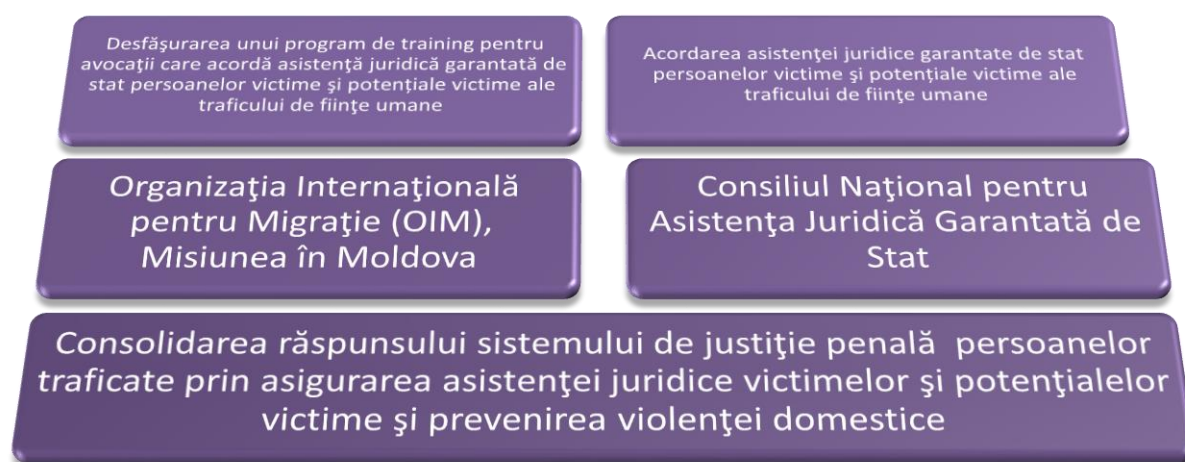 Desfăşurarea unui program de training pentru
avocaţii care acordă asistenţă juridică garantată de
stat persoanelor victime şi potenţiale victime ale
traficului de fiinţe umane
Acordarea asistenţei juridice garantate de stat
persoanelor victime şi potenţiale victime ale
traficului de fiinţe umane
Organizaţia Internaţională
pentru Migraţie (OIM),
Misiunea în Moldova
Consiliul Naţional pentru
Asistenţa Juridică Garantată de
Stat
Consolidarea răspunsului sistemului de justiţie penală persoanelor
traficate prin asigurarea asistenţei juridice victimelor şi potenţialelor
victime şi prevenirea violenţei domestice